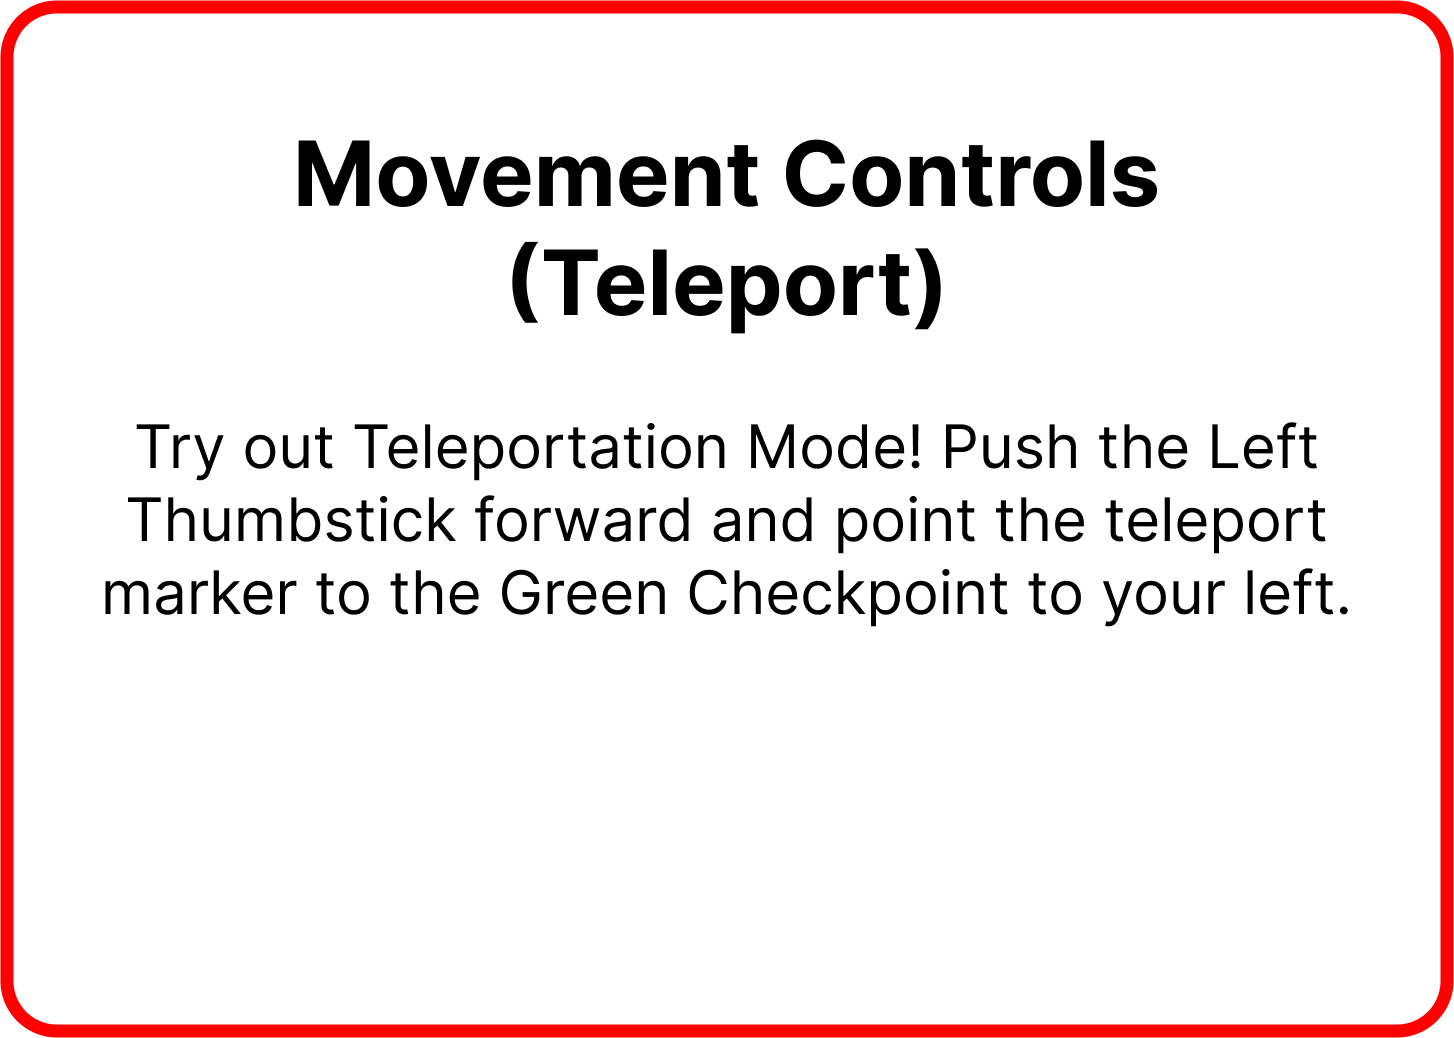 Movement Controls
(Teleport)
Try out Teleportation Mode! Push the Left
Thumbstick forward and point the teleport
marker to the Green Checkpoint to your left.